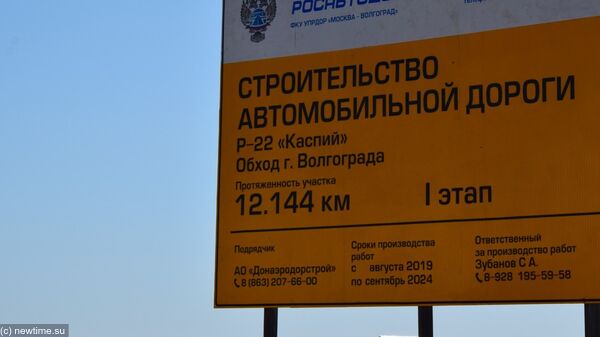 РОСАВТОДОР
ФКУ УПРДОР «МОСКВА - ВОЛГОГРАД»
СТРОИТЕЛЬСТВО
АВТОМОБИЛЬНОЙ ДОРОГИ
Р-22 «Каспий»
Обход г. Волгограда
Протяженность участка
12.144 км I этап
Подрядчик
АО «Донаэродорстрой»
8 (863) 207-66-00
Сроки производства
работ
с августа 2019
по сентябрь 2024
Ответственный
за производство работ
Зубанов С А.
8-928 195-59-58
(c) newtime.su